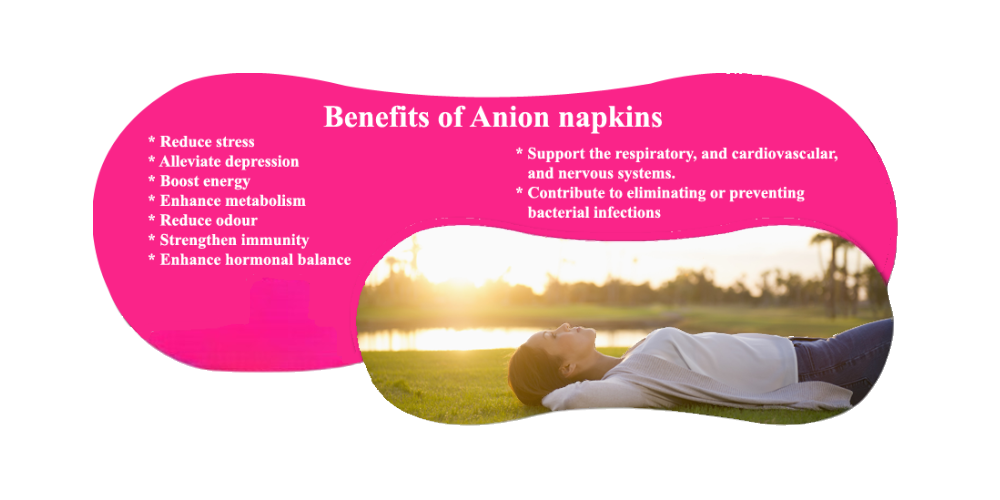 Benefits of Anion napkins
* Reduce stress
* Alleviate depression
* Boost energy
* Enhance metabolism
* Reduce odour
* Strengthen immunity
* Enhance hormonal balance
* Support the respiratory, and cardiovascular,
and nervous systems.
* Contribute to eliminating or preventing
bacterial infections